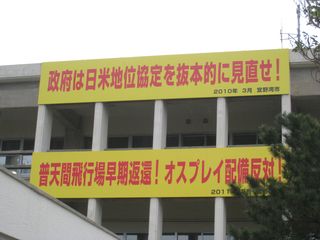 政府は日米地位協定を抜本的に見直せ!
2010年 3月 宜野湾市
普天間飛行場早期返還! オスプレイ配備反対!
2011